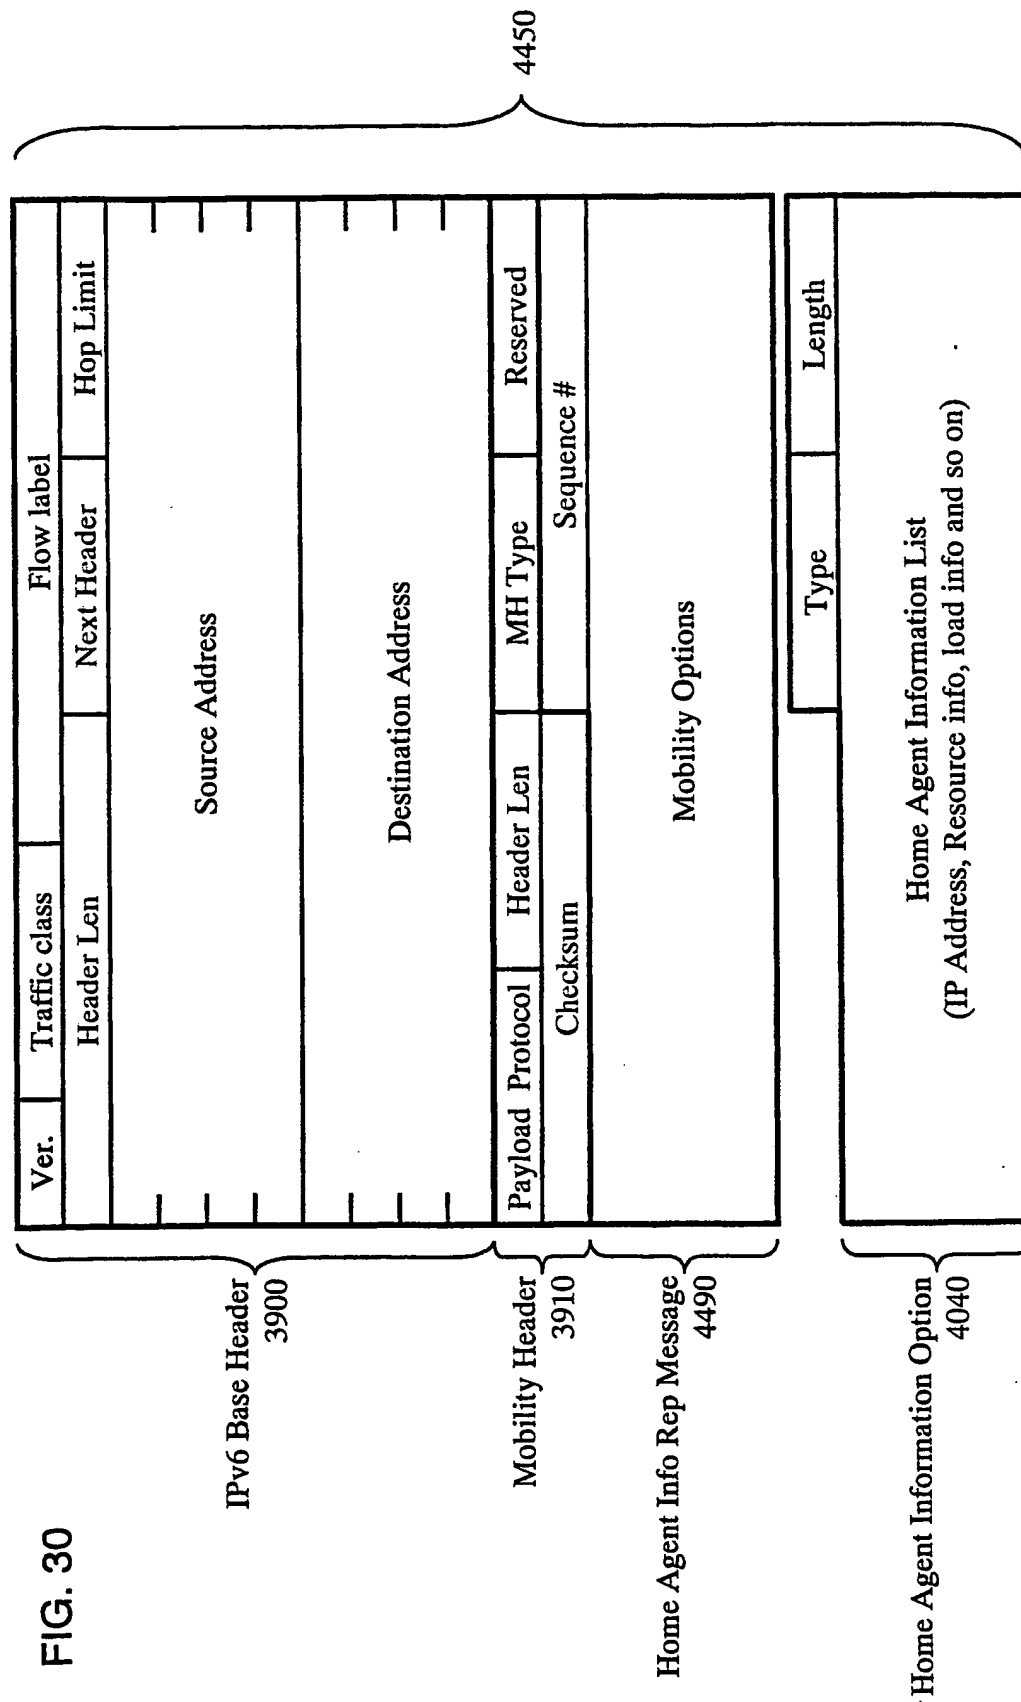 FIG. 30
IPv6 Base Header
3900
Ver.
Traffic class
Flow label
Header Len
Next Header
Hop Limit
Source Address
Destination Address
Mobility Header
3910
Payload Protocol
Header Len
MH Type
Reserved
Checksum
Sequence #
Home Agent Info Rep Message
4490
Mobility Options
Type
Length
Home Agent Information Option
4040
Home Agent Information List
(IP Address, Resource info, load info and so on)
4450